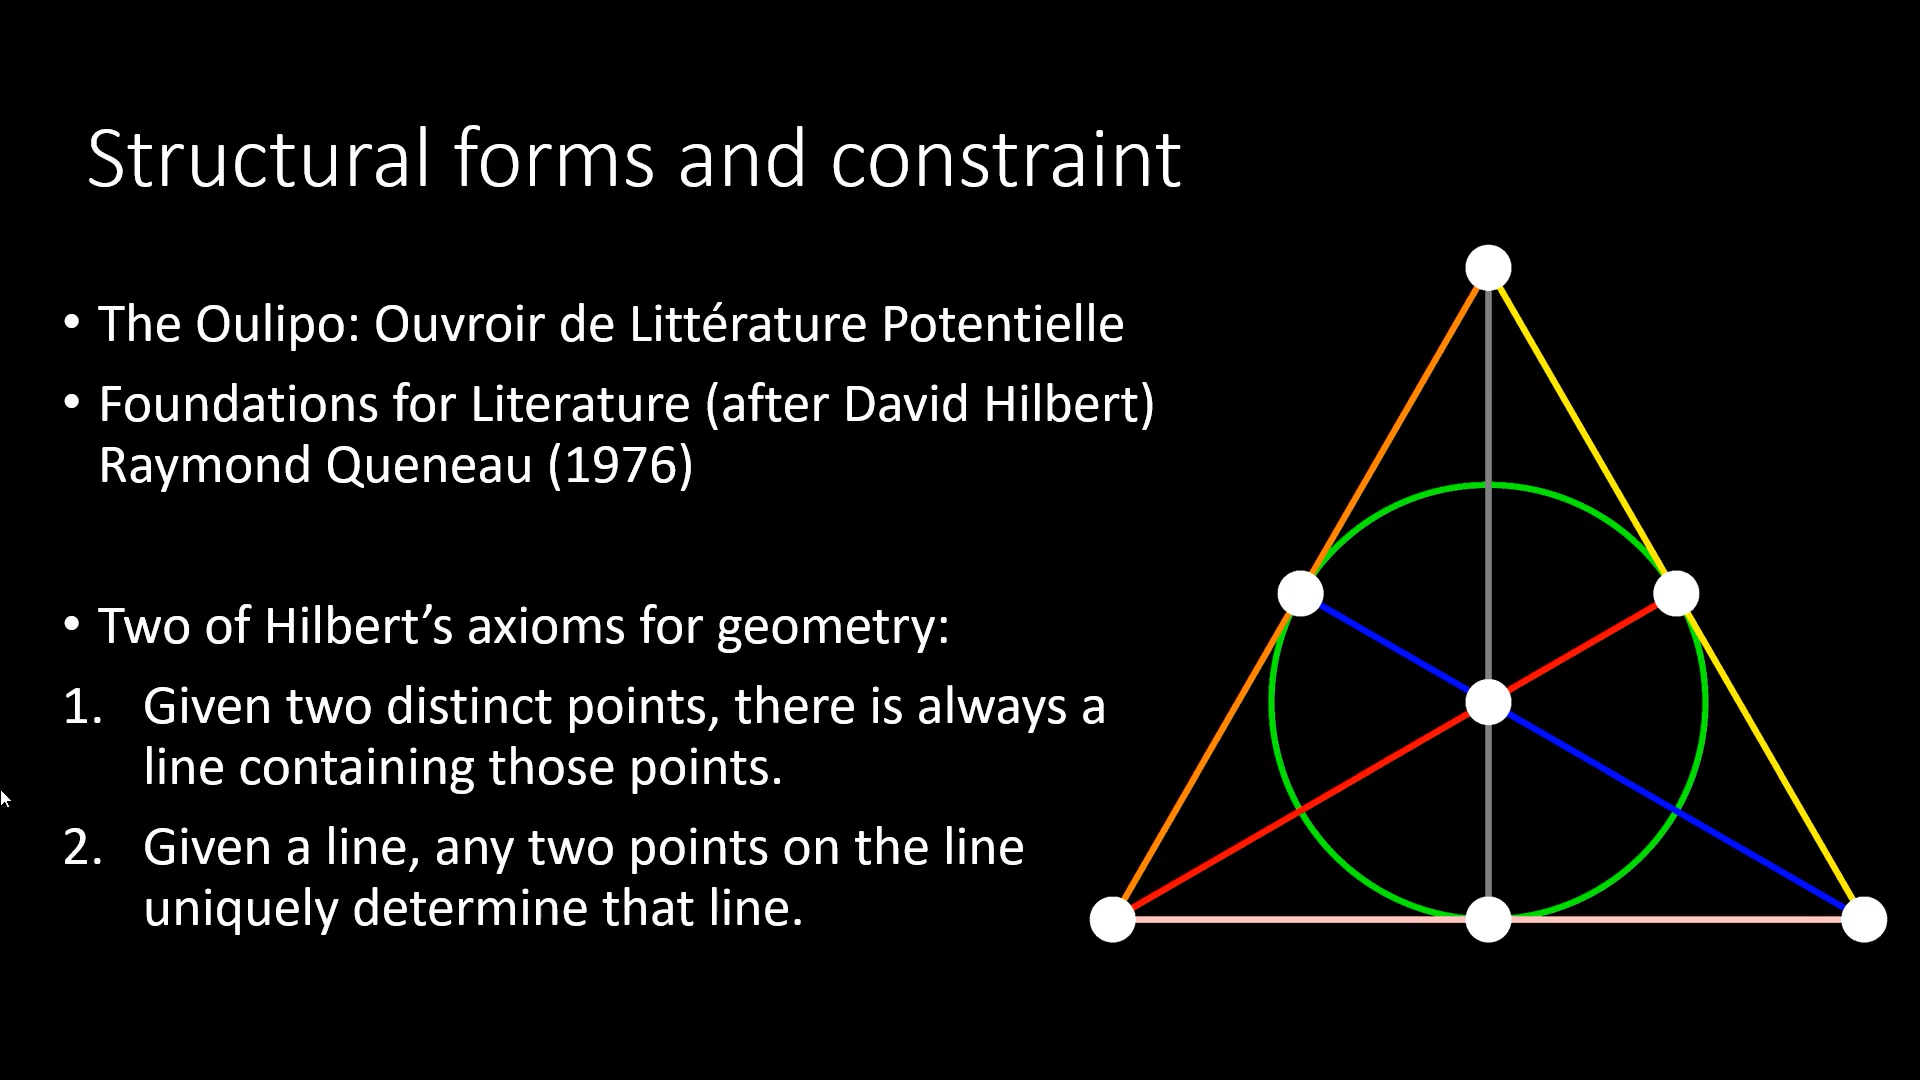 Structural forms and constraint
• The Oulipo: Ouvroir de Littérature Potentielle
• Foundations for Literature (after David Hilbert)
Raymond Queneau (1976)
• Two of Hilbert’s axioms for geometry:
1. Given two distinct points, there is always a
line containing those points.
2. Given a line, any two points on the line
uniquely determine that line.